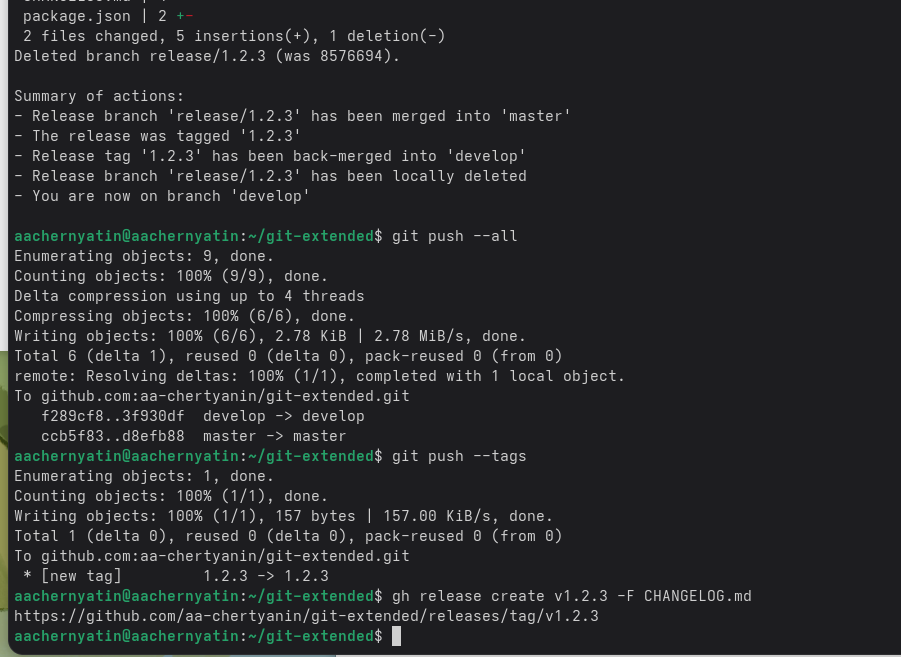 package.json | 2 +-
2 files changed, 5 insertions(+), 1 deletion(-)
Deleted branch release/1.2.3 (was 8576694).
Summary of actions:
- Release branch 'release/1.2.3' has been merged into 'master'
- The release was tagged '1.2.3'
- Release tag '1.2.3' has been back-merged into 'develop'
- Release branch 'release/1.2.3' has been locally deleted
- You are now on branch 'develop'
aachernyatin@aachernyatin:~/git-extended$ git push --all
Enumerating objects: 9, done.
Counting objects: 100% (9/9), done.
Delta compression using up to 4 threads
Compressing objects: 100% (6/6), done.
Writing objects: 100% (6/6), 2.78 KiB | 2.78 MiB/s, done.
Total 6 (delta 1), reused 0 (delta 0), pack-reused 0 (from 0)
remote: Resolving deltas: 100% (1/1), completed with 1 local object.
To github.com:aa-chertyanin/git-extended.git
f289cf8..3f930df  develop -> develop
ccb5f83..d8efb88  master -> master
aachernyatin@aachernyatin:~/git-extended$ git push --tags
Enumerating objects: 1, done.
Counting objects: 100% (1/1), done.
Writing objects: 100% (1/1), 157 bytes | 157.00 KiB/s, done.
Total 1 (delta 0), reused 0 (delta 0), pack-reused 0 (from 0)
To github.com:aa-chertyanin/git-extended.git
* [new tag]         1.2.3 -> 1.2.3
aachernyatin@aachernyatin:~/git-extended$ gh release create v1.2.3 -F CHANGELOG.md
https://github.com/aa-chertyanin/git-extended/releases/tag/v1.2.3
aachernyatin@aachernyatin:~/git-extended$